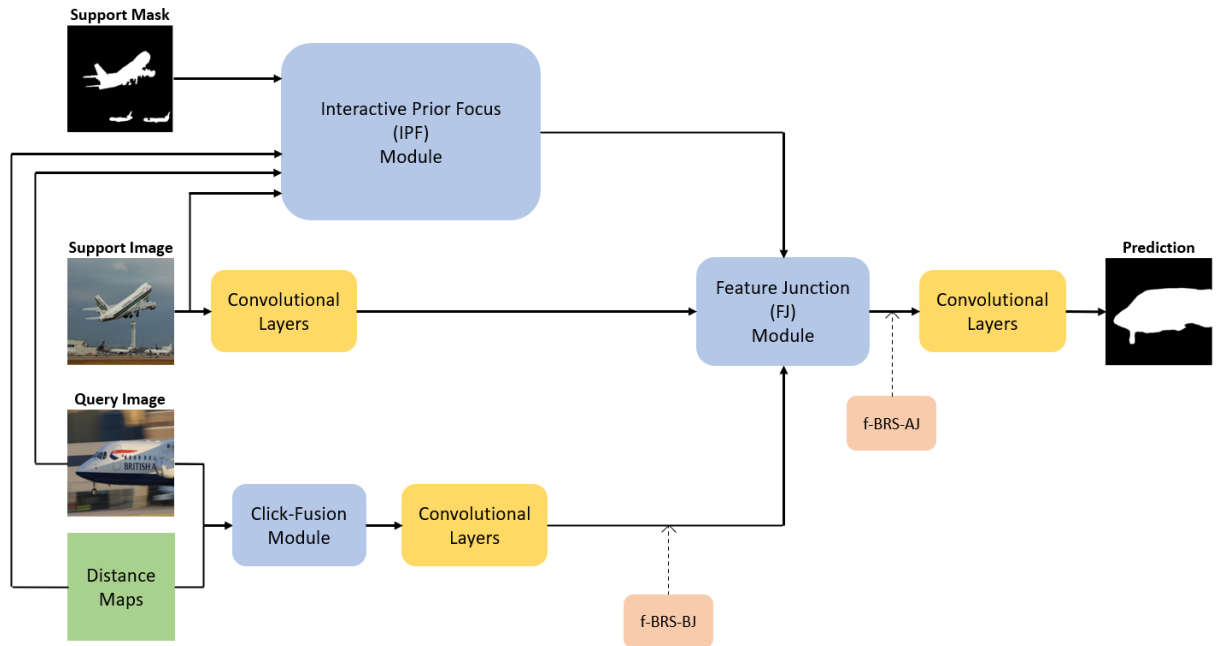 Support Mask
Interactive Prior Focus
(IPF)
Module
Support Image
Convolutional
Layers
Feature Junction
(FJ)
Module
Convolutional
Layers
Prediction
f-BRS-AJ
Query Image
BRITISH A
Click-Fusion
Module
Convolutional
Layers
Distance
Maps
f-BRS-BJ